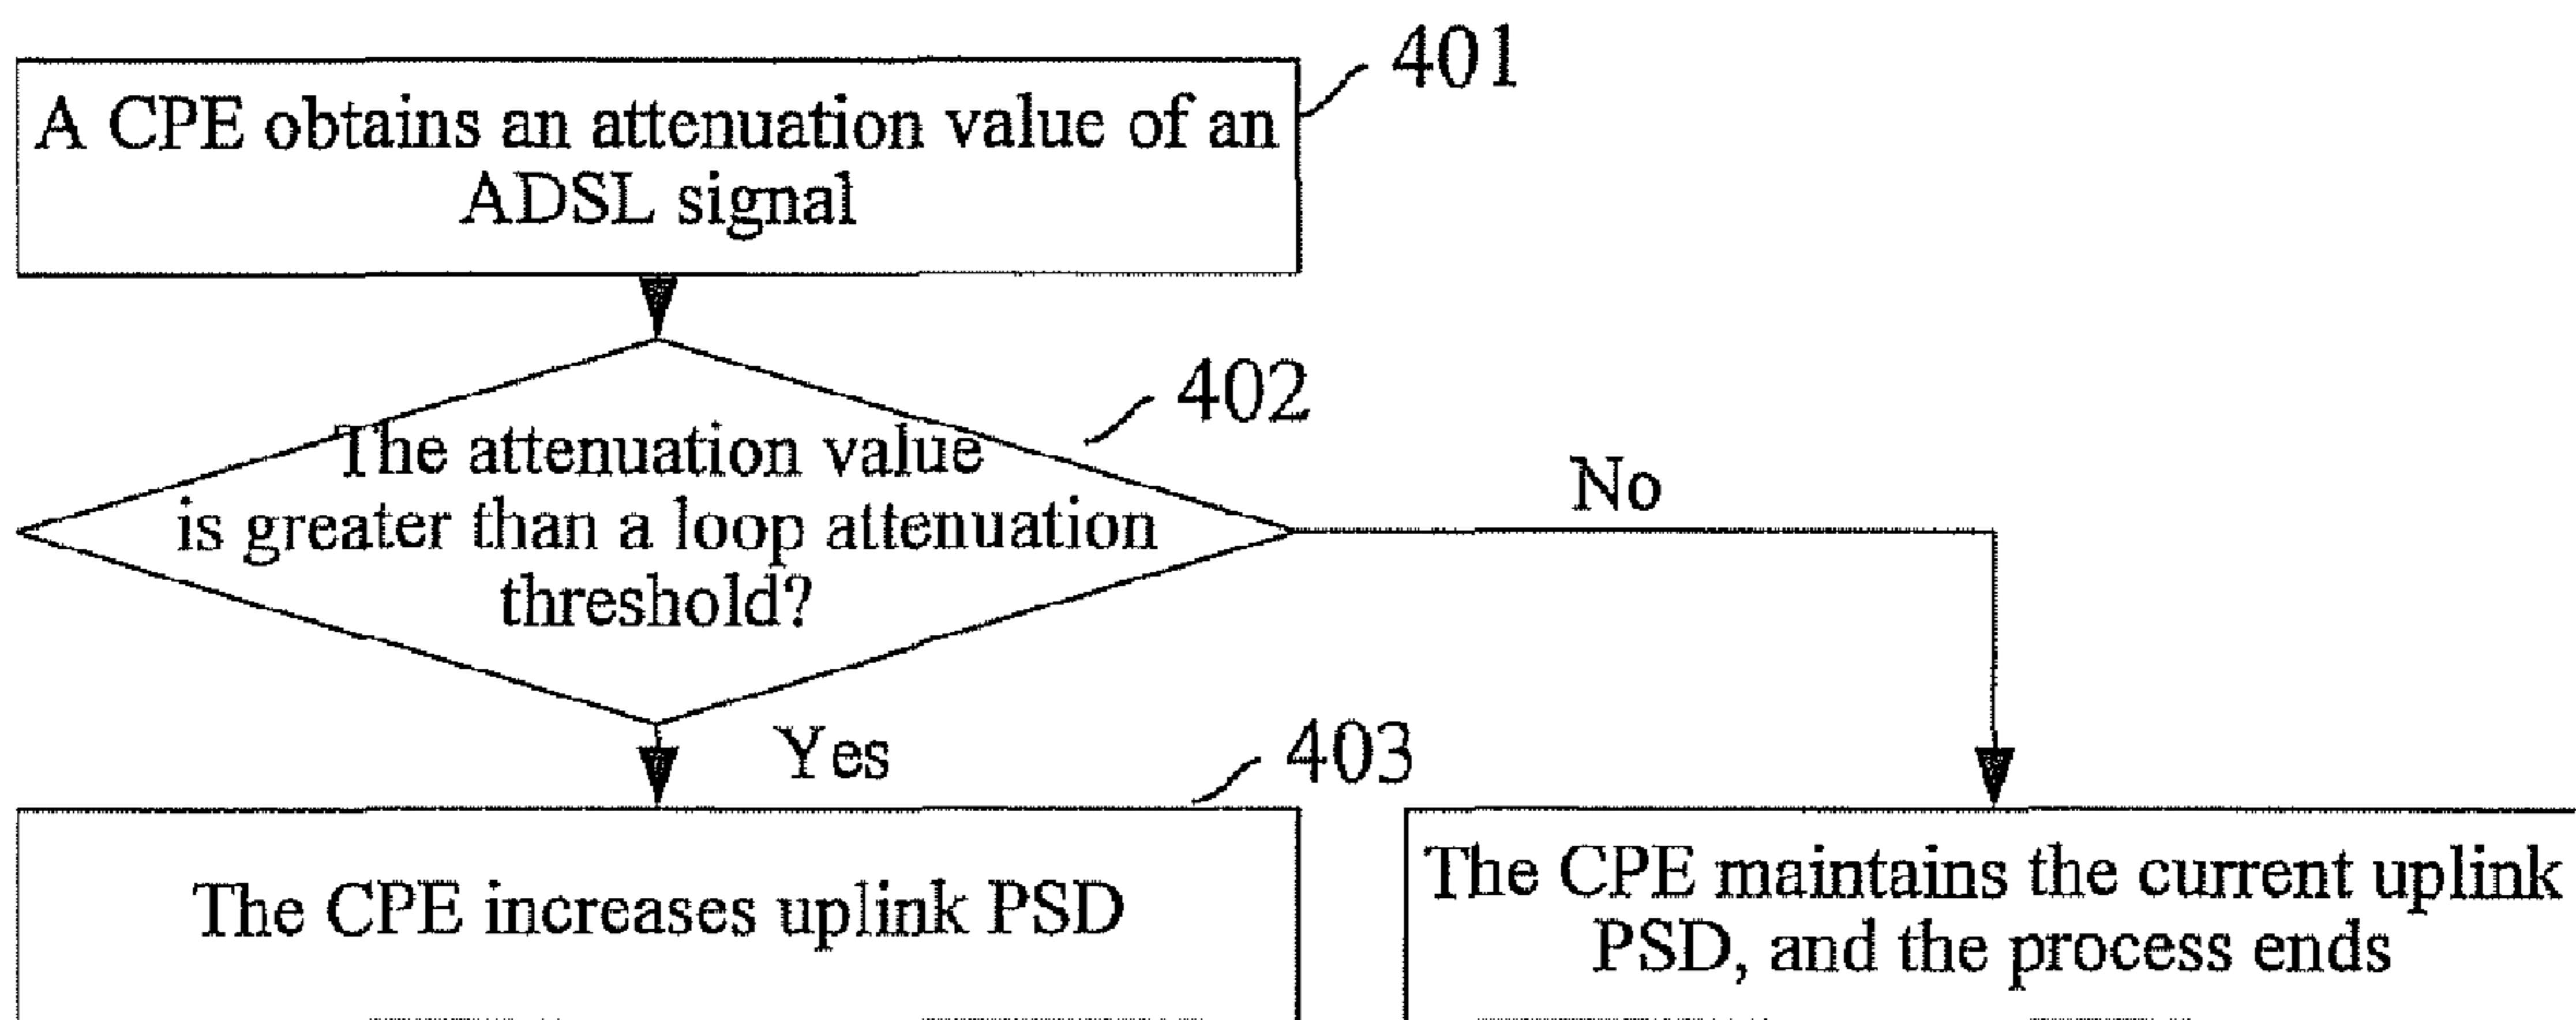 401
A CPE obtains an attenuation value of an
ADSL signal
402
The attenuation value
is greater than a loop attenuation
threshold?
No
Yes
403
The CPE increases uplink PSD
The CPE maintains the current uplink
PSD, and the process ends